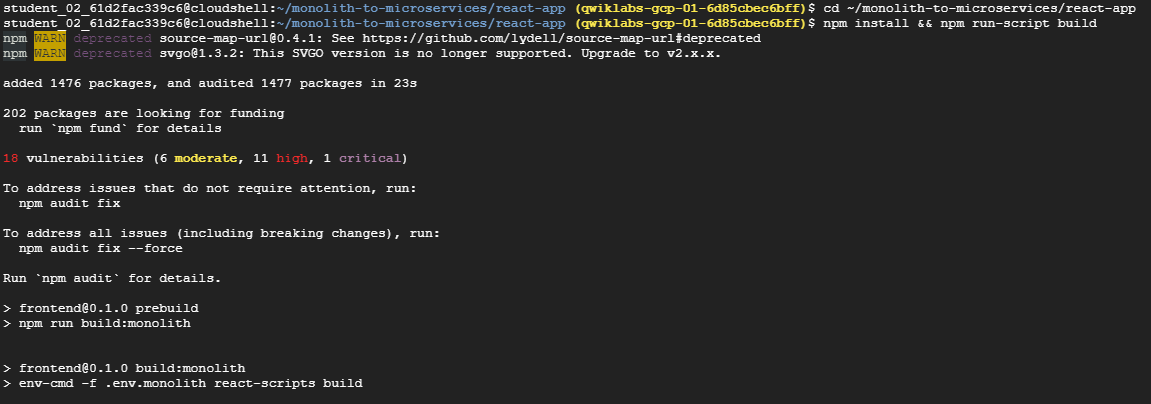 student_02_61d2fac339c6@cloudshell:~/monolith-to-microservices/react-app (qwiklabs-gcp-01-6d85cbec6bff)$ cd ~/monolith-to-microservices/react-app
student_02_61d2fac339c6@cloudshell:~/monolith-to-microservices/react-app (qwiklabs-gcp-01-6d85cbec6bff)$ npm install && npm run-script build
npm WARN deprecated source-map-url@0.4.1: See https://github.com/lydell/source-map-url#deprecated
npm WARN deprecated svgo@1.3.2: This SVGO version is no longer supported. Upgrade to v2.x.x.
added 1476 packages, and audited 1477 packages in 23s
202 packages are looking for funding
  run `npm fund` for details
18 vulnerabilities (6 moderate, 11 high, 1 critical)
To address issues that do not require attention, run:
  npm audit fix
To address all issues (including breaking changes), run:
  npm audit fix --force
Run `npm audit` for details.
> frontend@0.1.0 prebuild
> npm run build:monolith
> frontend@0.1.0 build:monolith
> env-cmd -f .env.monolith react-scripts build